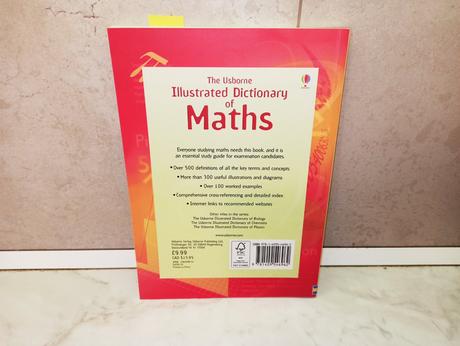 The Usborne
Illustrated Dictionary
of
Maths
Everyone studying maths needs this book, and it is
an essential study guide for examination candidates.
• Over 500 definitions of all the key terms and concepts
• More than 300 useful illustrations and diagrams
• Over 100 worked examples
• Comprehensive cross-referencing and detailed index
• Internet links to recommended websites
Other titles in the series:
The Usborne Illustrated Dictionary of Biology
The Usborne Illustrated Dictionary of Chemistry
The Usborne Illustrated Dictionary of Physics
www.usborne.com
£9.99
FSC